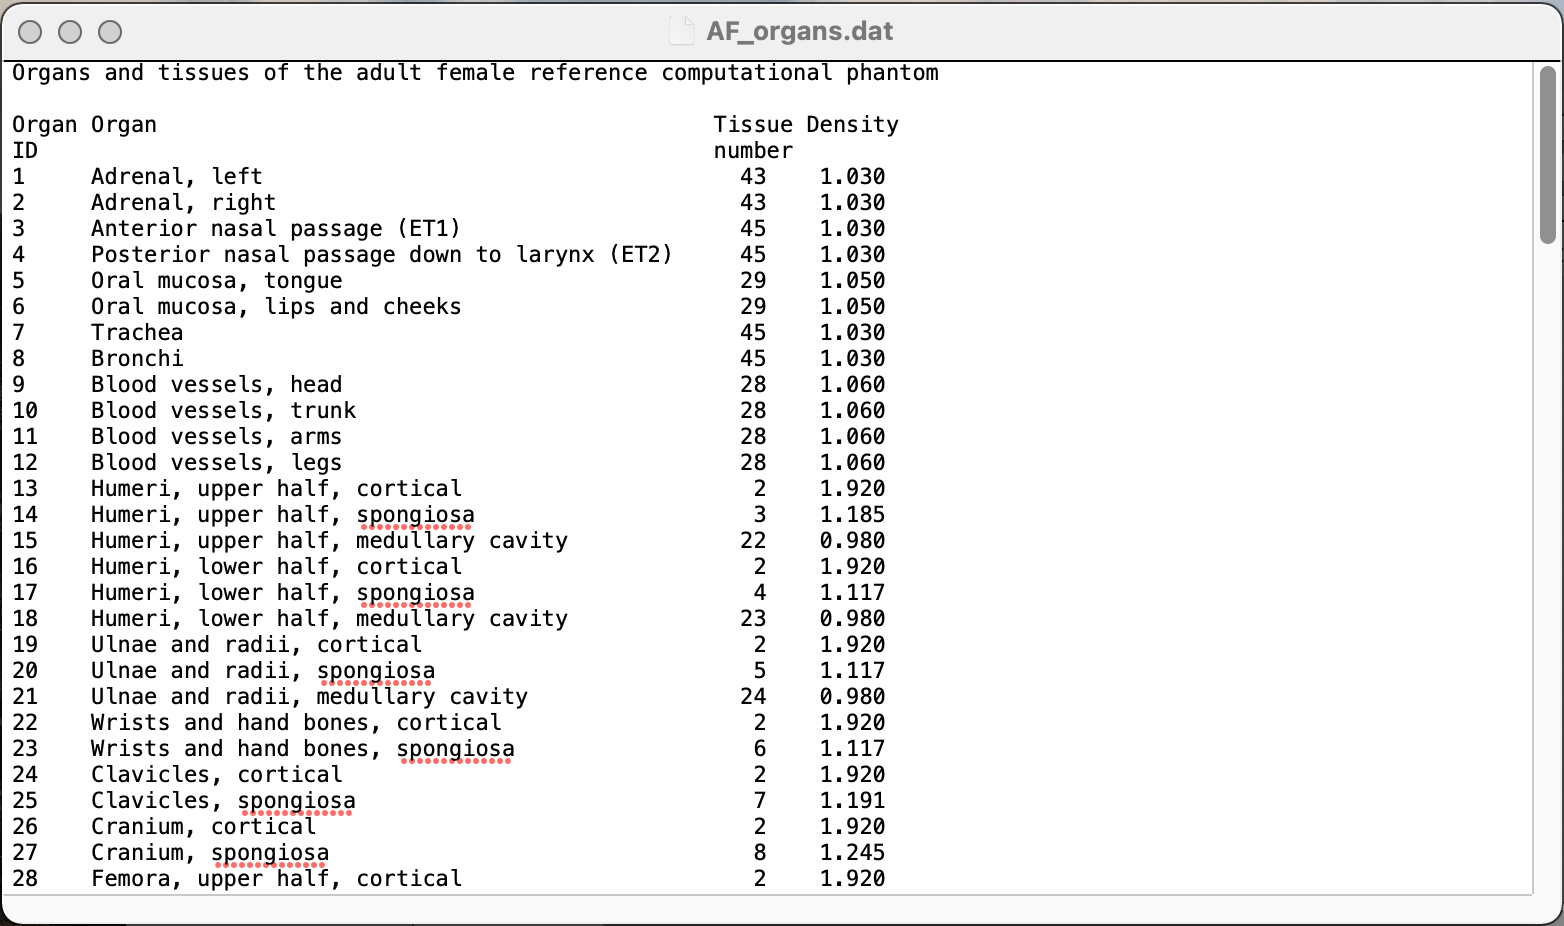 AF_organs.dat
Organs and tissues of the adult female reference computational phantom
Organ Organ Tissue Density
ID number
1 Adrenal, left 43 1.030
2 Adrenal, right 43 1.030
3 Anterior nasal passage (ET1) 45 1.030
4 Posterior nasal passage down to larynx (ET2) 45 1.030
5 Oral mucosa, tongue 29 1.050
6 Oral mucosa, lips and cheeks 29 1.050
7 Trachea 45 1.030
8 Bronchi 45 1.030
9 Blood vessels, head 28 1.060
10 Blood vessels, trunk 28 1.060
11 Blood vessels, arms 28 1.060
12 Blood vessels, legs 28 1.060
13 Humeri, upper half, cortical 2 1.920
14 Humeri, upper half, spongiosa 3 1.185
15 Humeri, upper half, medullary cavity 22 0.980
16 Humeri, lower half, cortical 2 1.920
17 Humeri, lower half, spongiosa 4 1.117
18 Humeri, lower half, medullary cavity 23 0.980
19 Ulnae and radii, cortical 2 1.920
20 Ulnae and radii, spongiosa 5 1.117
21 Ulnae and radii, medullary cavity 24 0.980
22 Wrists and hand bones, cortical 2 1.920
23 Wrists and hand bones, spongiosa 6 1.117
24 Clavicles, cortical 2 1.920
25 Clavicles, spongiosa 7 1.191
26 Cranium, cortical 2 1.920
27 Cranium, spongiosa 8 1.245
28 Femora, upper half, cortical 2 1.920